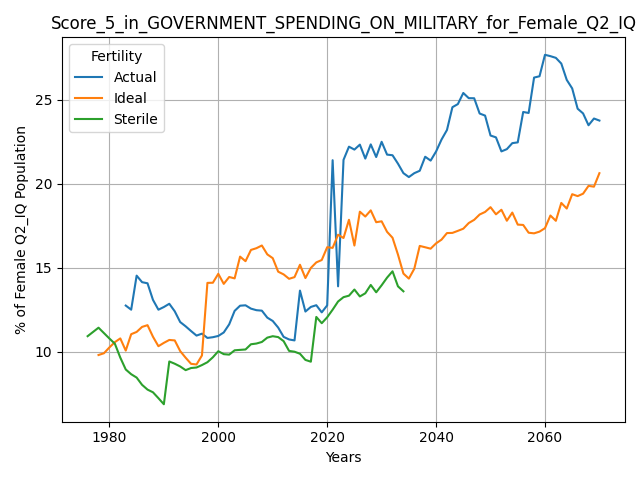 Score_5_in_GOVERNMENT_SPENDING_ON_MILITARY_for_Female_Q2_IQ
Fertility
Actual
Ideal
Sterile
% of Female Q2_IQ Population
25
20
15
10
1980
2000
2020
2040
2060
Years